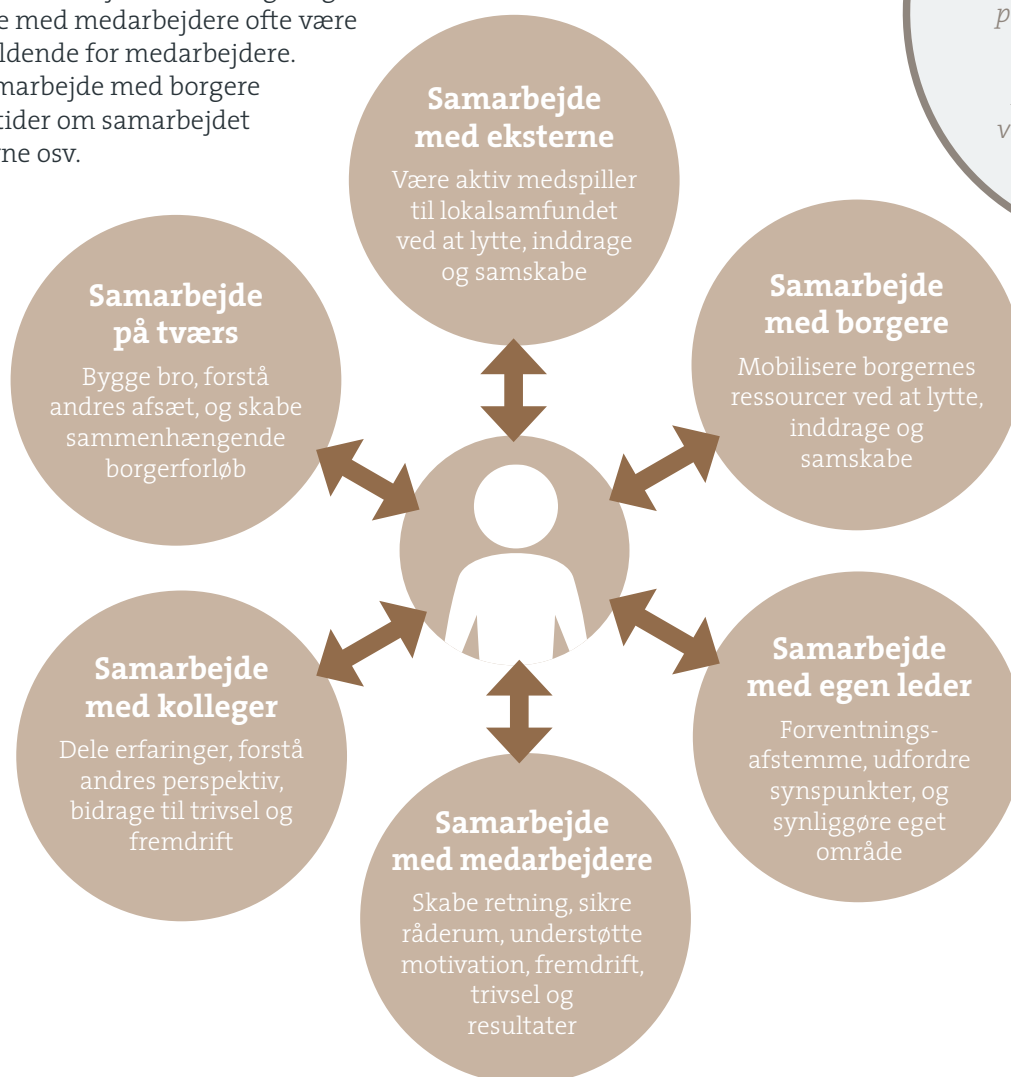 e med medarbejdere ofte være
ldende for medarbejdere.
marbejde med borgere
tider om samarbejdet
ne osv.
p
v
Samarbejde
med eksterne
Være aktiv medspiller
til lokalsamfundet
ved at lytte, inddrage
og samskabe
Samarbejde
på tværs
Bygge bro, forstå
andres afsæt, og skabe
sammenhængende
borgerforløb
Samarbejde
med borgere
Mobilisere borgernes
ressourcer ved at lytte,
inddrage og
samskabe
Samarbejde
med kolleger
Dele erfaringer, forstå
andres perspektiv,
bidrage til trivsel og
fremdrift
Samarbejde
med egen leder
Forventnings-
afstemme, udfordre
synspunkter, og
synliggøre eget
område
Samarbejde
med medarbejdere
Skabe retning, sikre
råderum, understøtte
motivation, fremdrift,
trivsel og
resultater